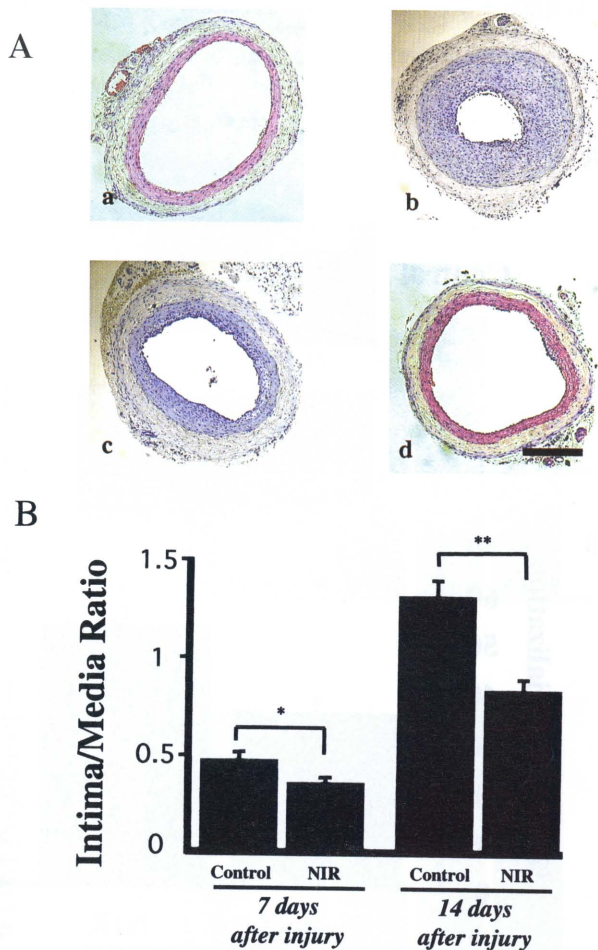 A
a
b
c
d
B
Intima/Media Ratio
1.5
1
0.5
0
*
**
Control NIR Control NIR
7 days after injury
14 days after injury